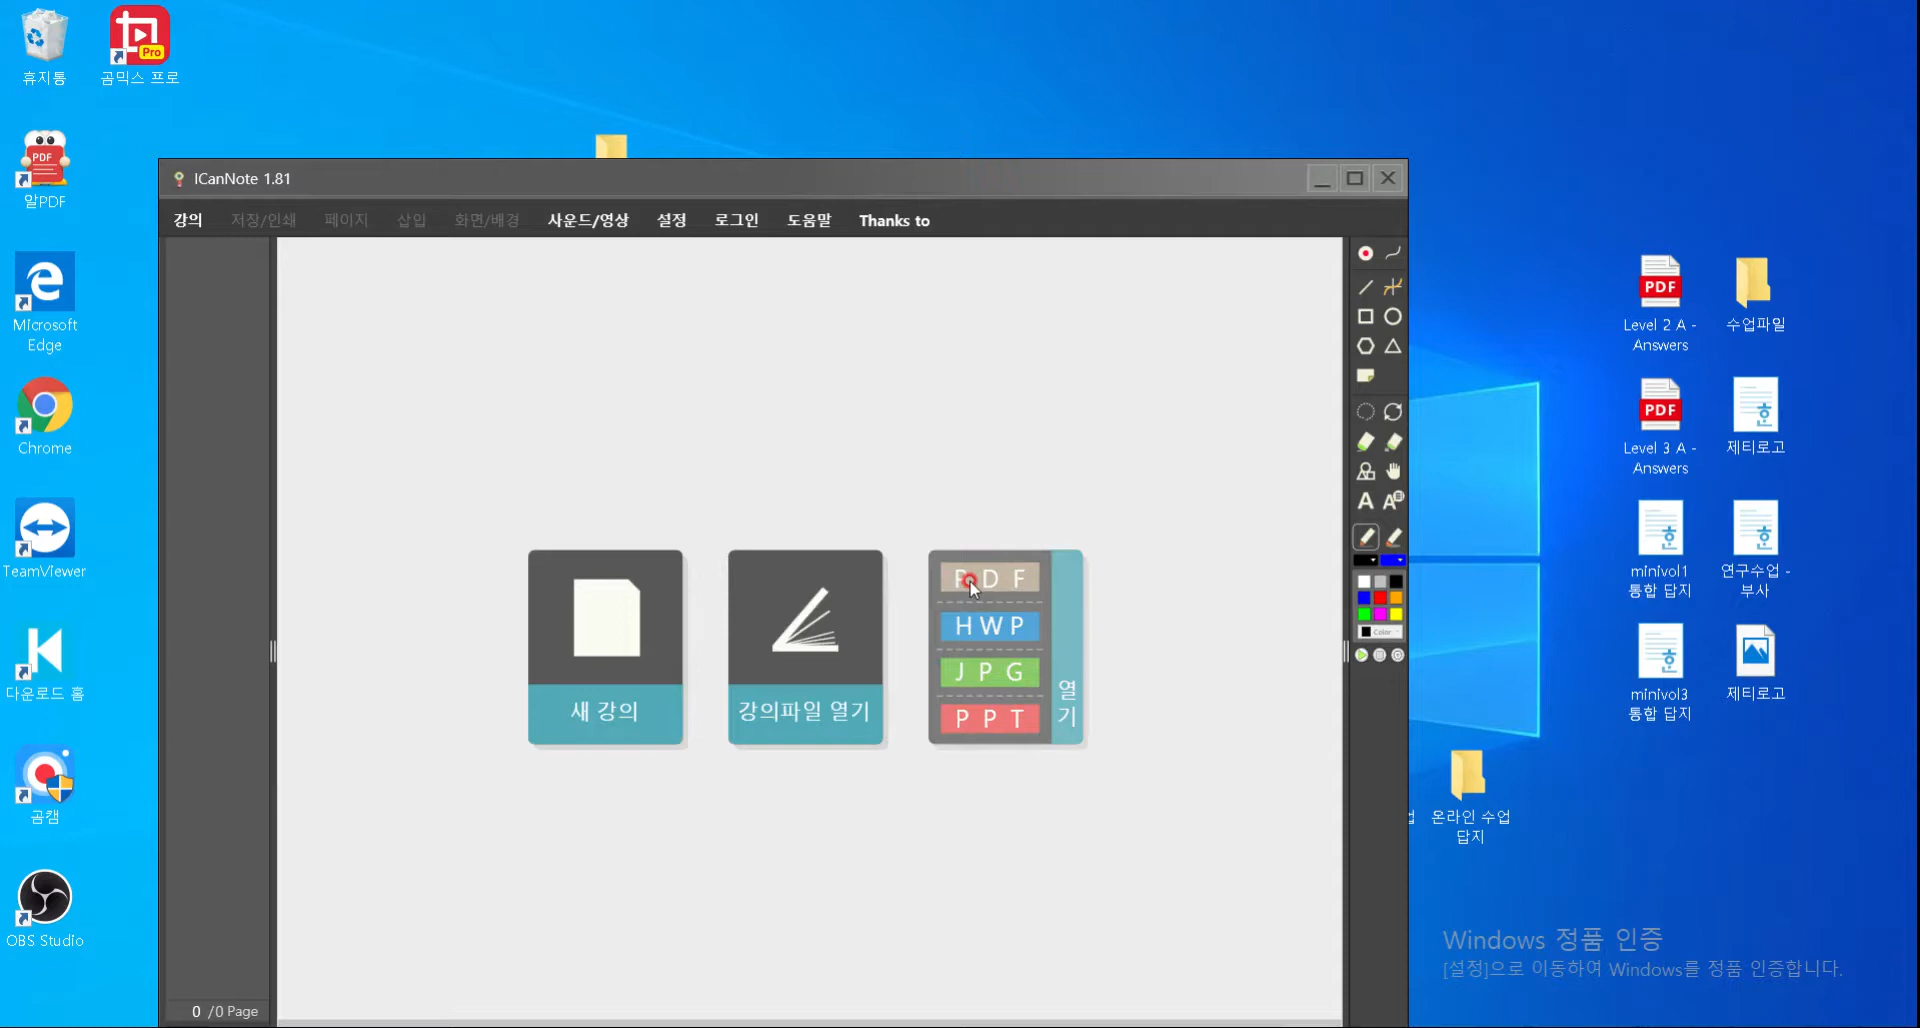 휴지통
Pro
곰믹스 프로
PDF
알PDF
Microsoft
Edge
Chrome
TeamViewer
다운로드 홈
곰캠
OBS Studio
ICanNote 1.81
강의
저장/인쇄
페이지
삽입
화면/배경
사운드/영상
설정
로그인
도움말
Thanks to
새 강의
강의파일 열기
PDF
HWP
JPG
PPT
열기
A
A
Color
0 /0 Page
PDF
Level 2 A -
Answers
수업파일
PDF
Level 3 A -
Answers
한
제티로고
한
minivol1
통합 답지
한
연구수업 -
부사
한
minivol3
통합 답지
제티로고
온라인 수업
답지
Windows 정품 인증
[설정]으로 이동하여 Windows를 정품 인증합니다.